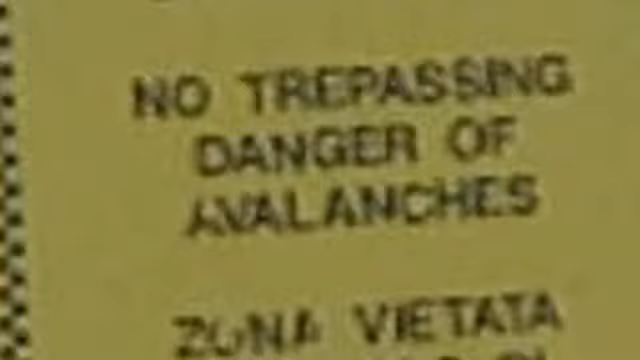 NO TREPASSING
DANGER OF
AVALANCHES
ZONA VIETATA